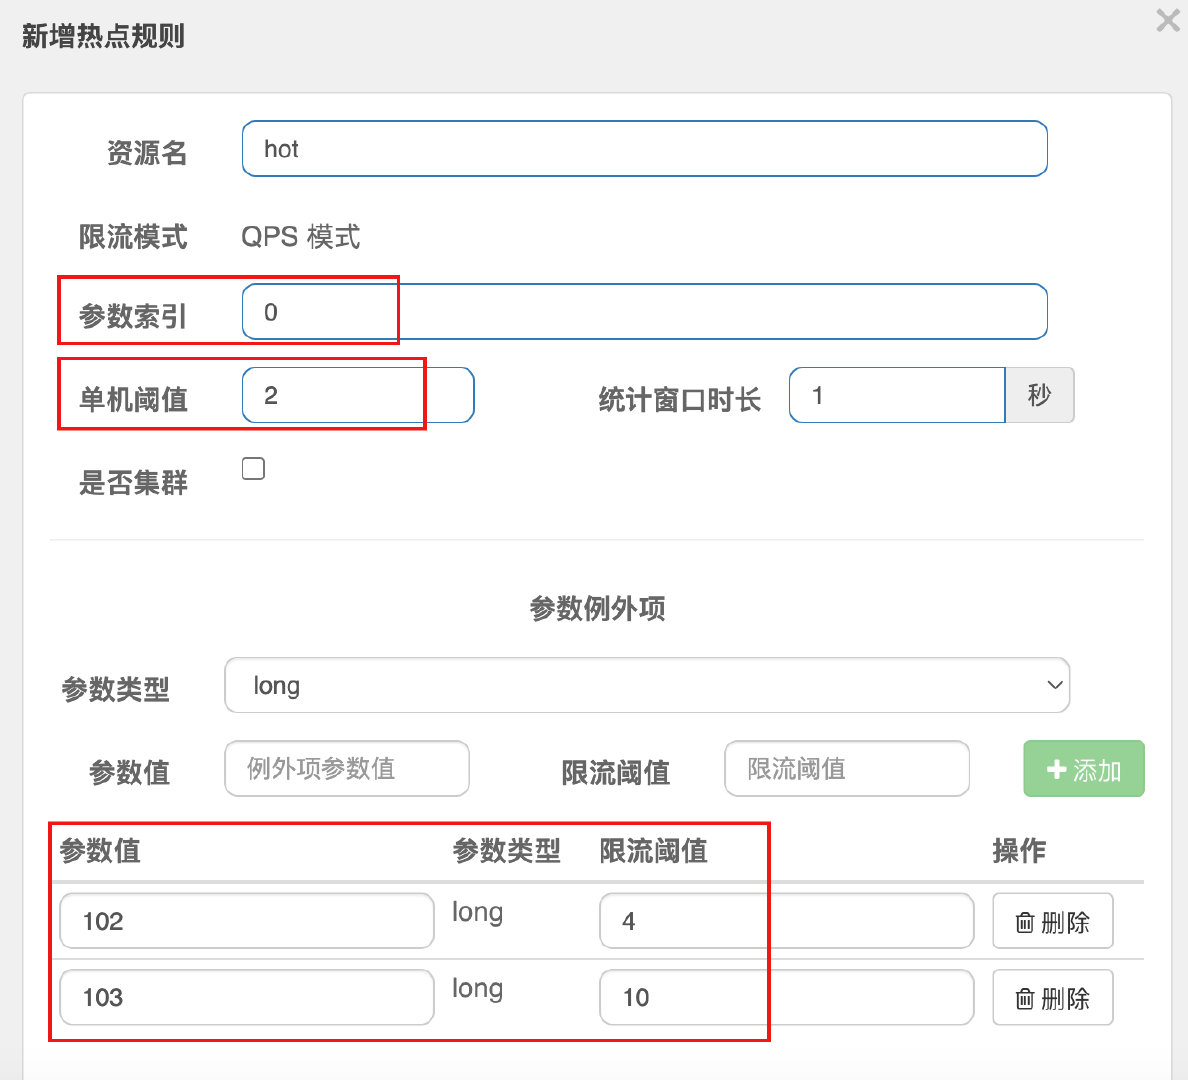 新增热点规则
资源名 hot
限流模式 QPS 模式
参数索引 0
单机阈值 2 统计窗口时长 1 秒
是否集群
参数例外项
参数类型 long
参数值 例外项参数值 限流阈值 限流阈值 添加
参数值 参数类型 限流阈值 操作
102 long 4 删除
103 long 10 删除